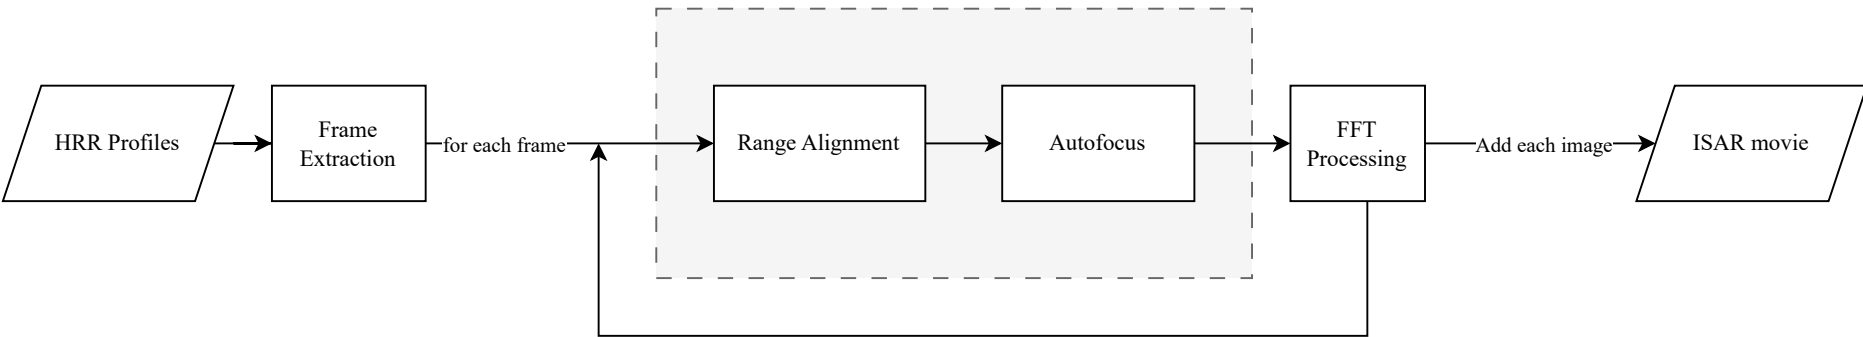 HRR Profiles
Frame
Extraction
for each frame
Range Alignment
Autofocus
FFT
Processing
Add each image
ISAR movie